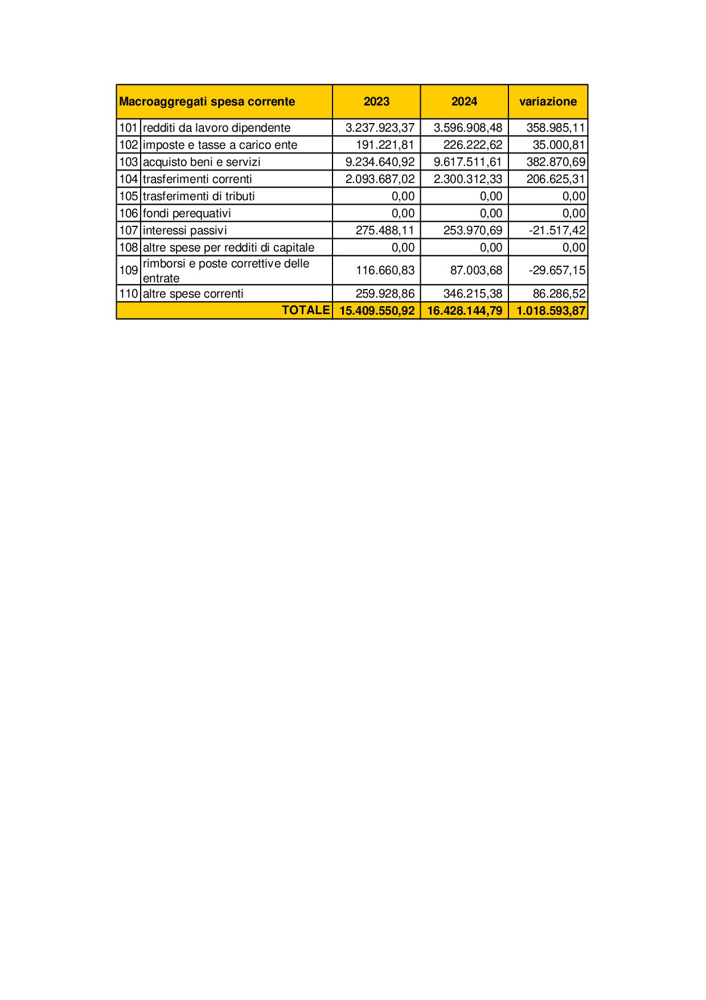 Macroaggregati spesa corrente 2023 2024 variazione
101 redditi da lavoro dipendente 3.237.923,37 3.596.908,48 358.985,11
102 imposte e tasse a carico ente 191.221,81 226.222,62 35.000,81
103 acquisto beni e servizi 9.234.640,92 9.617.511,61 382.870,69
104 trasferimenti correnti 2.093.687,02 2.300.312,33 206.625,31
105 trasferimenti di tributi 0,00 0,00 0,00
106 fondi perequativi 0,00 0,00 0,00
107 interessi passivi 275.488,11 253.970,69 -21.517,42
108 altre spese per redditi di capitale 0,00 0,00 0,00
109 rimborsi e poste correttive delle
entrate 116.660,83 87.003,68 -29.657,15
110 altre spese correnti 259.928,86 346.215,38 86.286,52
TOTALE 15.409.550,92 16.428.144,79 1.018.593,87